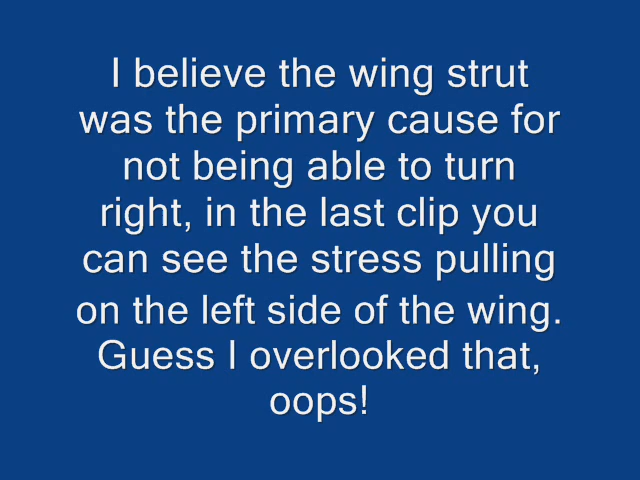 I believe the wing strut
was the primary cause for
not being able to turn
right, in the last clip you
can see the stress pulling
on the left side of the wing.
Guess I overlooked that,
oops!